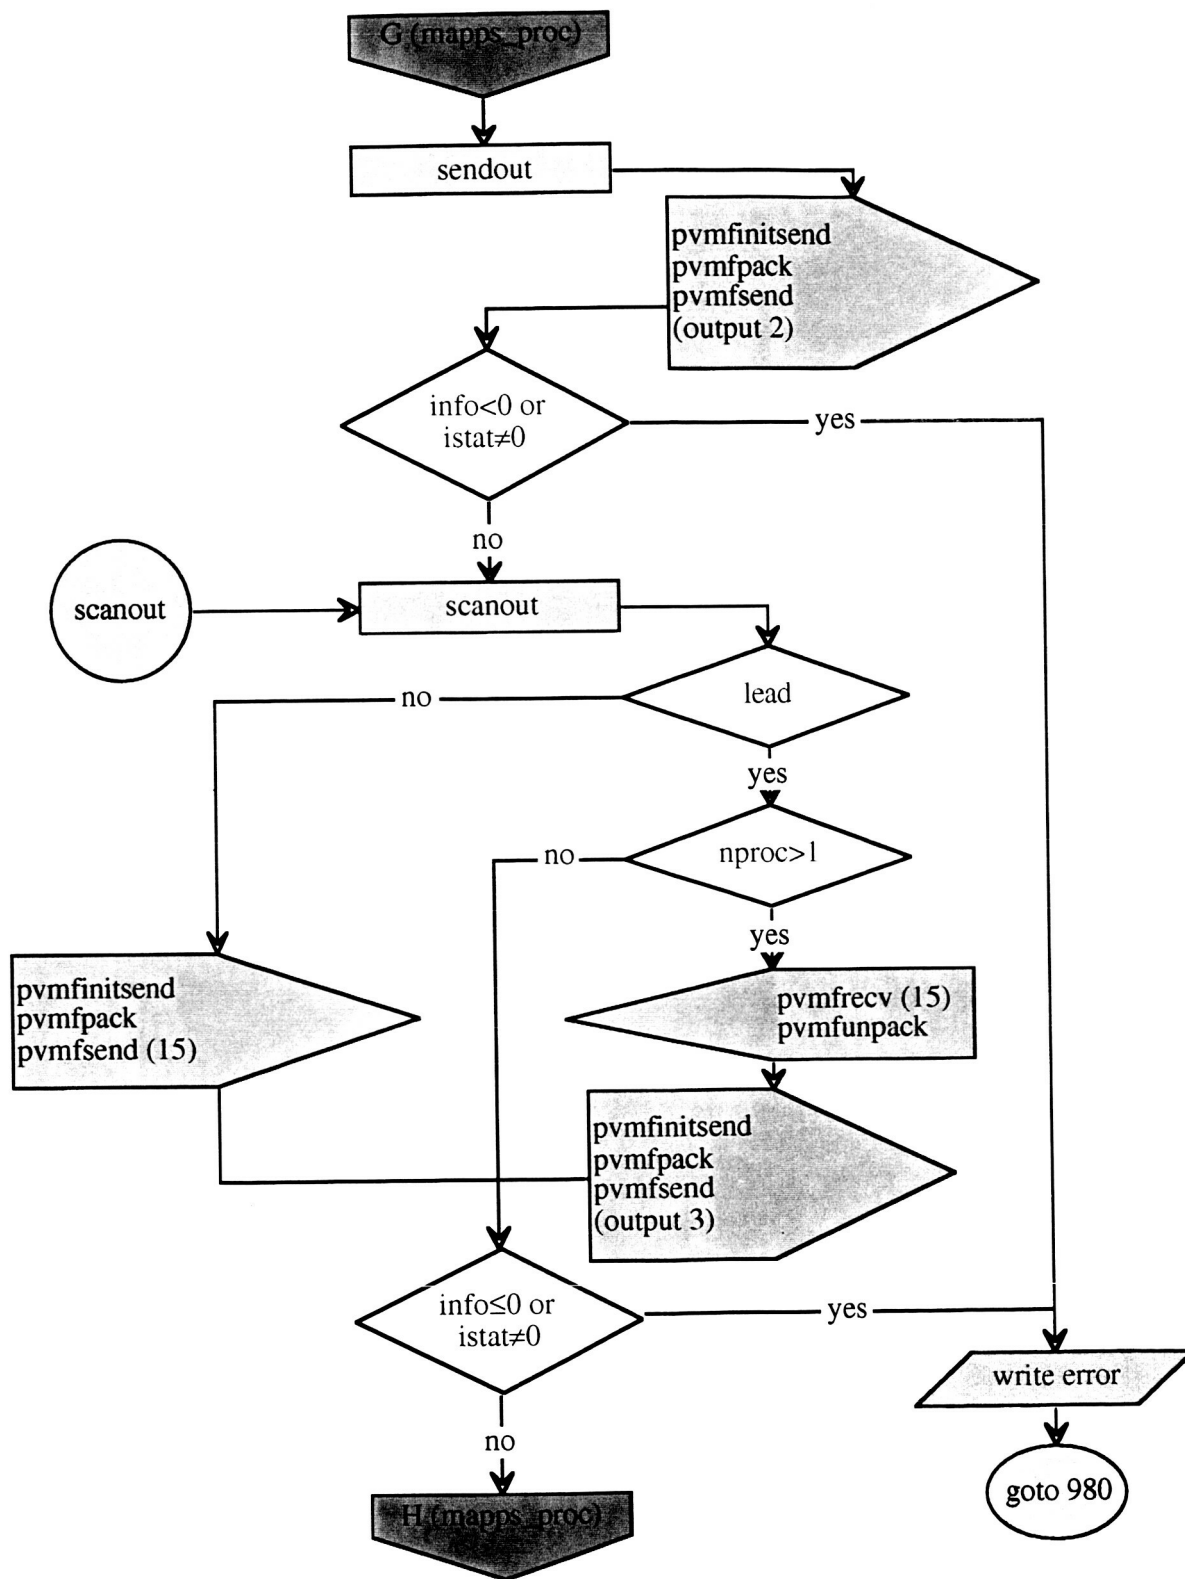 G (mapps_proc)
sendout
pvmfinitsend
pvmfpack
pvmfsend
(output 2)
info<0 or
istat≠0
yes
no
scanout
scanout
lead
no
yes
nproc>1
no
yes
pvmfinitsend
pvmfpack
pvmfsend (15)
pvmfrecv (15)
pvmfunpack
pvmfinitsend
pvmfpack
pvmfsend
(output 3)
info≤0 or
istat≠0
yes
write error
no
goto 980
H (mapps_proc)